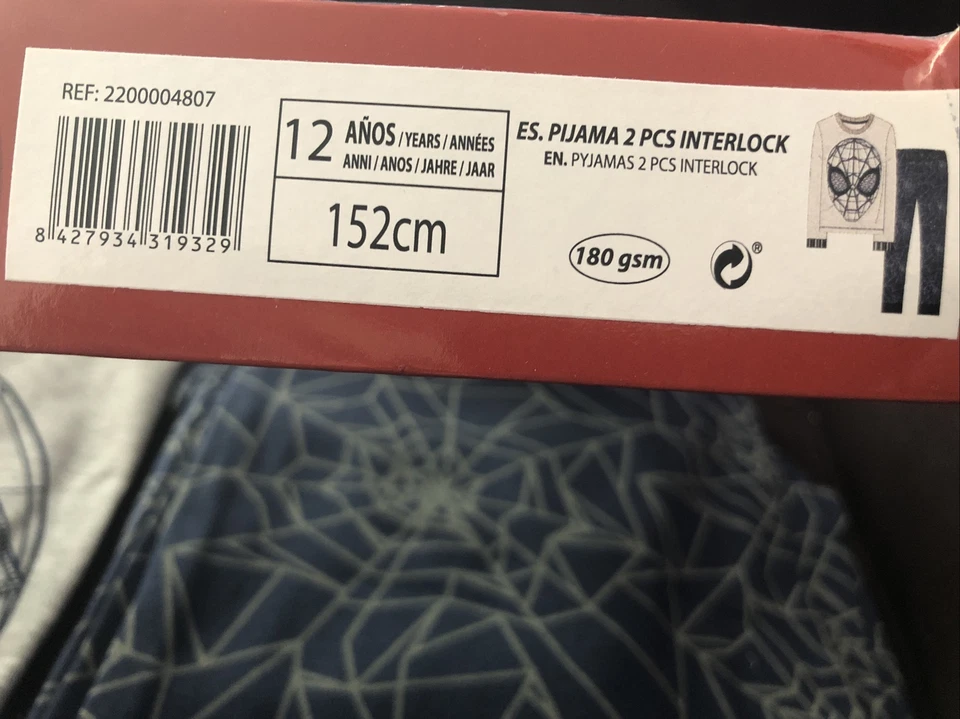 REF: 2200004807
8 427934 319329
12 AÑOS / YEARS / ANNÉES
ANNI / ANOS / JAHRE / JAAR
152cm
ES. PIJAMA 2 PCS INTERLOCK
EN. PYJAMAS 2 PCS INTERLOCK
180 gsm
®